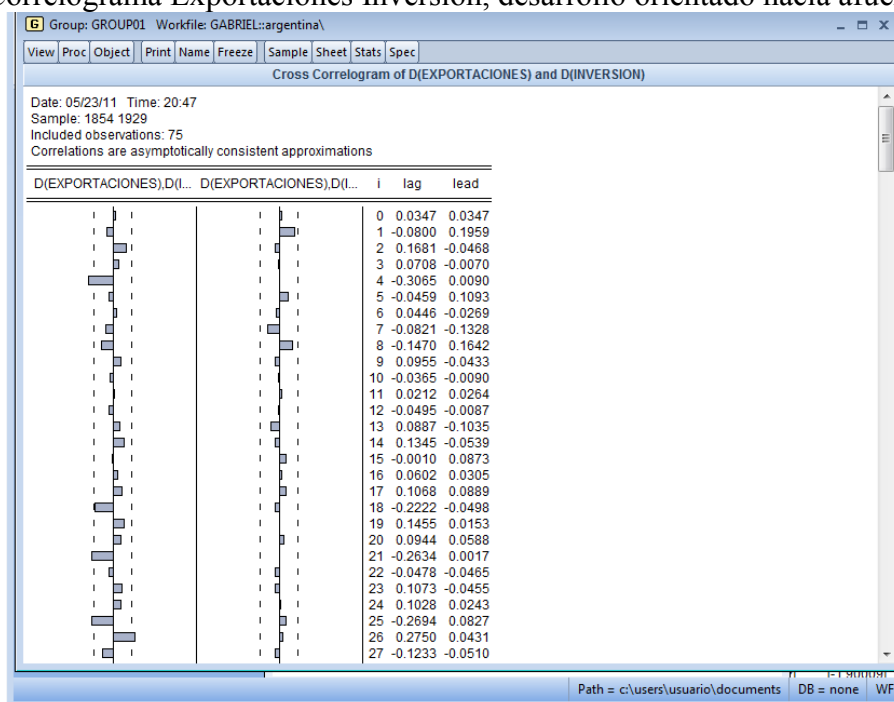 Correlograma Exportaciones-Inversión, desarrollo orientado hacia afuera
Group: GROUP01 Workfile: GABRIEL::argentina\
View Proc Object Print Name Freeze Sample Sheet Stats Spec
Cross Correlogram of D(EXPORTACIONES) and D(INVERSION)
Date: 05/23/11 Time: 20:47
Sample: 1854 1929
Included observations: 75
Correlations are asymptotically consistent approximations
D(EXPORTACIONES),D(I... D(EXPORTACIONES),D(I... i lag lead
0 0.0347 0.0347
1 -0.0800 0.1959
2 0.1681 -0.0468
3 0.0708 -0.0070
4 -0.3065 0.0090
5 -0.0459 0.1093
6 0.0446 -0.0269
7 -0.0821 -0.1328
8 -0.1470 0.1642
9 0.0955 -0.0433
10 -0.0365 -0.0090
11 0.0212 0.0264
12 -0.0495 -0.0087
13 0.0887 -0.1035
14 0.1345 -0.0539
15 -0.0010 0.0873
16 0.0602 0.0305
17 0.1068 0.0889
18 -0.2222 -0.0498
19 0.1455 0.0153
20 0.0944 0.0588
21 -0.2634 0.0017
22 -0.0478 -0.0465
23 0.1073 -0.0455
24 0.1028 0.0243
25 -0.2694 0.0827
26 0.2750 0.0431
27 -0.1233 -0.0510
Path = c:\users\usuario\documents DB = none WF